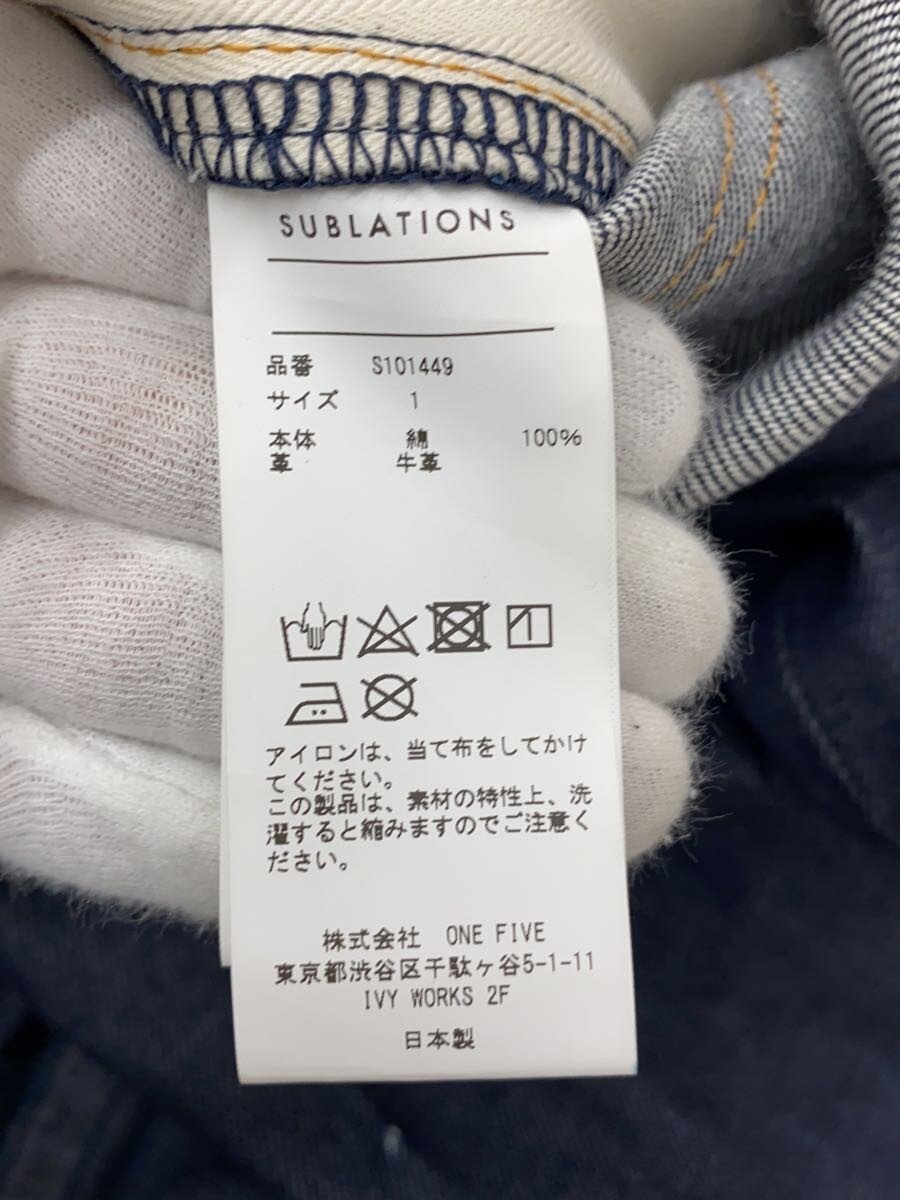 SUBLATIONS
品番 S101449
サイズ 1
本体 綿 100%
革 牛革
アイロンは、当て布をしてかけ
てください。
この製品は、素材の特性上、洗
濯すると縮みますのでご注意く
ださい。
株式会社 ONE FIVE
東京都渋谷区千駄ヶ谷5-1-11
IVY WORKS 2F
日本製